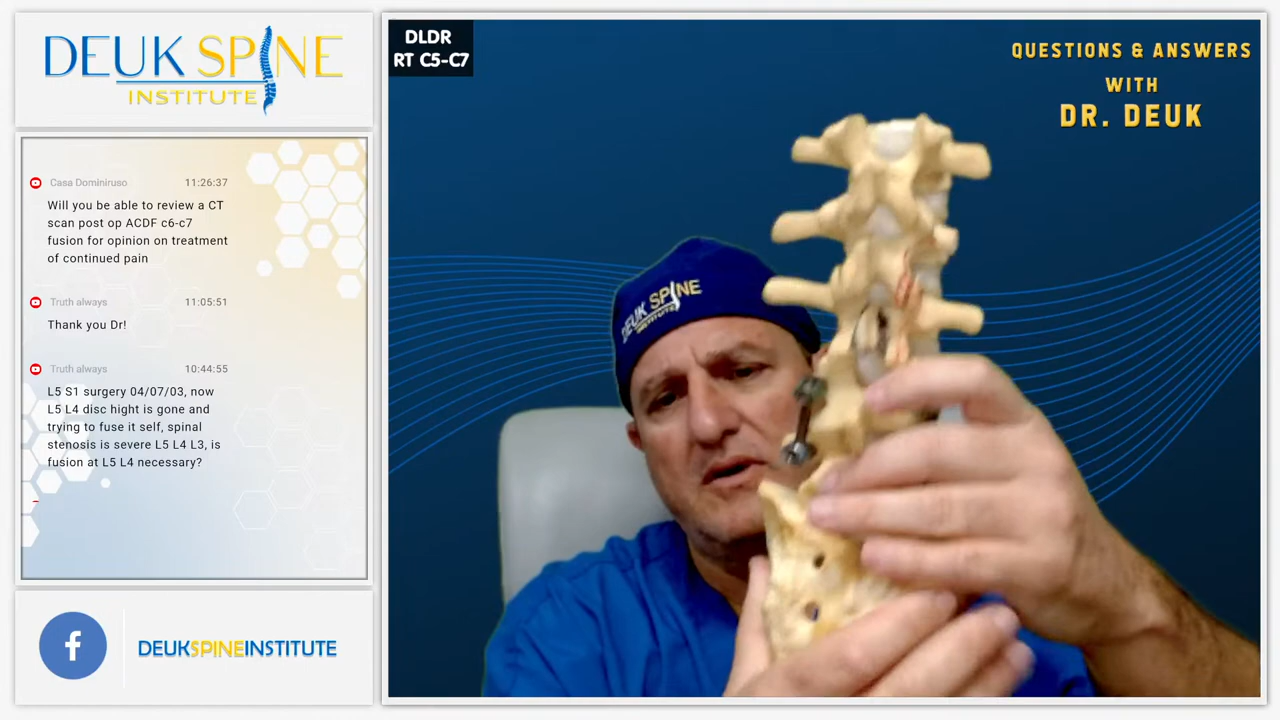 DEUK SPINE
INSTITUTE
Casa Dominiruso 11:26:37
Will you be able to review a CT
scan post op ACDF c6-c7
fusion for opinion on treatment
of continued pain
Truth always 11:05:51
Thank you Dr!
Truth always 10:44:55
L5 S1 surgery 04/07/03, now
L5 L4 disc hight is gone and
trying to fuse it self, spinal
stenosis is severe L5 L4 L3, is
fusion at L5 L4 necessary?
f
DEUKSPINEINSTITUTE
DLDR
RT C5-C7
QUESTIONS & ANSWERS
WITH
DR. DEUK
DEUK SPINE
INSTITUTE